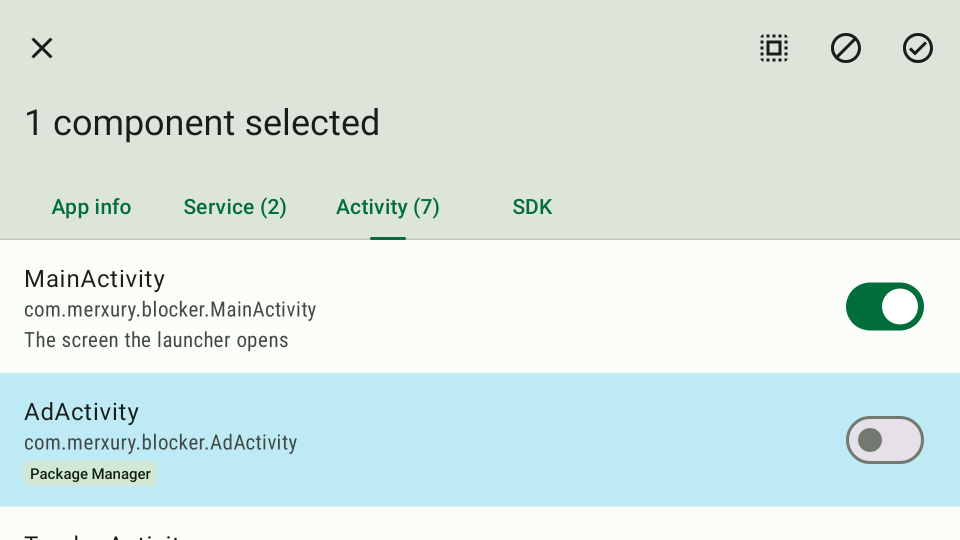 1 component selected
App info
Service (2)
Activity (7)
SDK
MainActivity
com.merxury.blocker.MainActivity
The screen the launcher opens
AdActivity
com.merxury.blocker.AdActivity
Package Manager